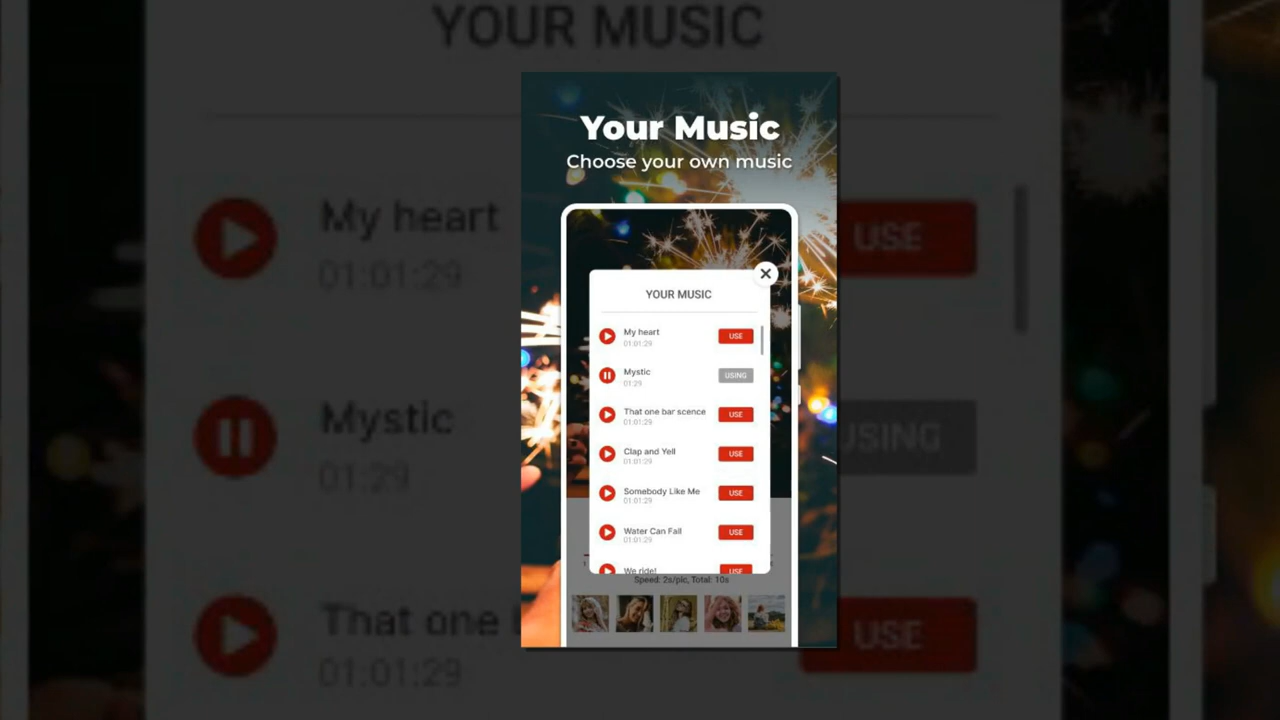 YOUR MUSIC
My heart
01:01:29
USE
Mystic
01:29
USING
That one b
01:01:29
USE
Your Music
Choose your own music
YOUR MUSIC
My heart
01:01:29
USE
Mystic
01:29
USING
That one bar scence
01:01:29
USE
Clap and Yell
01:01:29
USE
Somebody Like Me
01:01:29
USE
Water Can Fall
01:01:29
USE
We ride!
USE
Speed: 2s/pic, Total: 10s